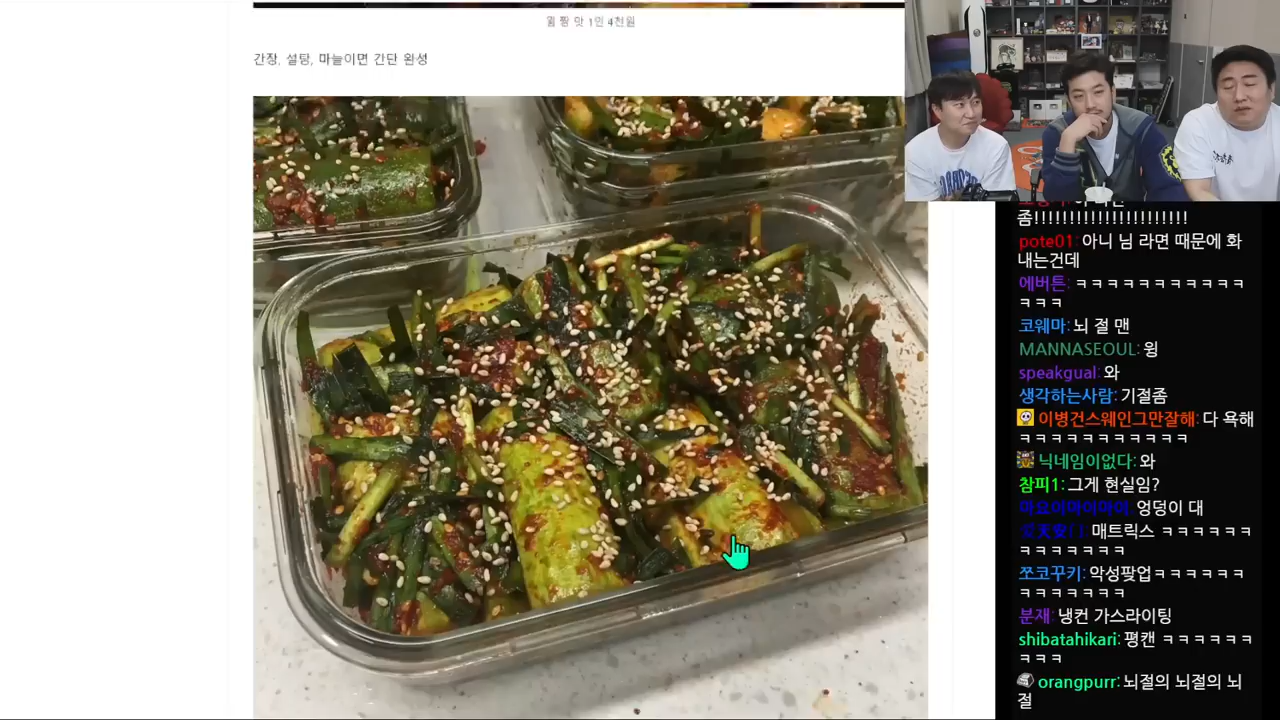 윔 짱 맛 1인 4천원
간장, 설탕, 마늘이면 간단 완성
좀!!!!!!!!!!!!!!!!!!!!!!
pote01: 아니 님 라면 때문에 화
내는건데
에버튼: ㅋㅋㅋㅋㅋㅋㅋㅋㅋㅋㅋ
ㅋㅋㅋ
코웨마: 뇌 절 맨
MANNASEOUL: 윙
speakgual: 와
생각하는사람: 기절좀
이병건스웨인그만잘해: 다 욕해
ㅋㅋㅋㅋㅋㅋㅋㅋㅋㅋㅋ
닉네임이없다: 와
참피1: 그게 현실임?
마요이마이마이: 엉덩이 대
매트릭스 ㅋㅋㅋㅋㅋㅋ
ㅋㅋㅋㅋㅋㅋㅋ
쪼코꾸키: 악성팢업ㅋㅋㅋㅋㅋㅋ
ㅋㅋㅋㅋㅋㅋㅋ
분재: 냉컨 가스라이팅
shibatahikari: 평캔 ㅋㅋㅋㅋㅋㅋ
ㅋㅋㅋ
orangpurr: 뇌절의 뇌절의 뇌
절